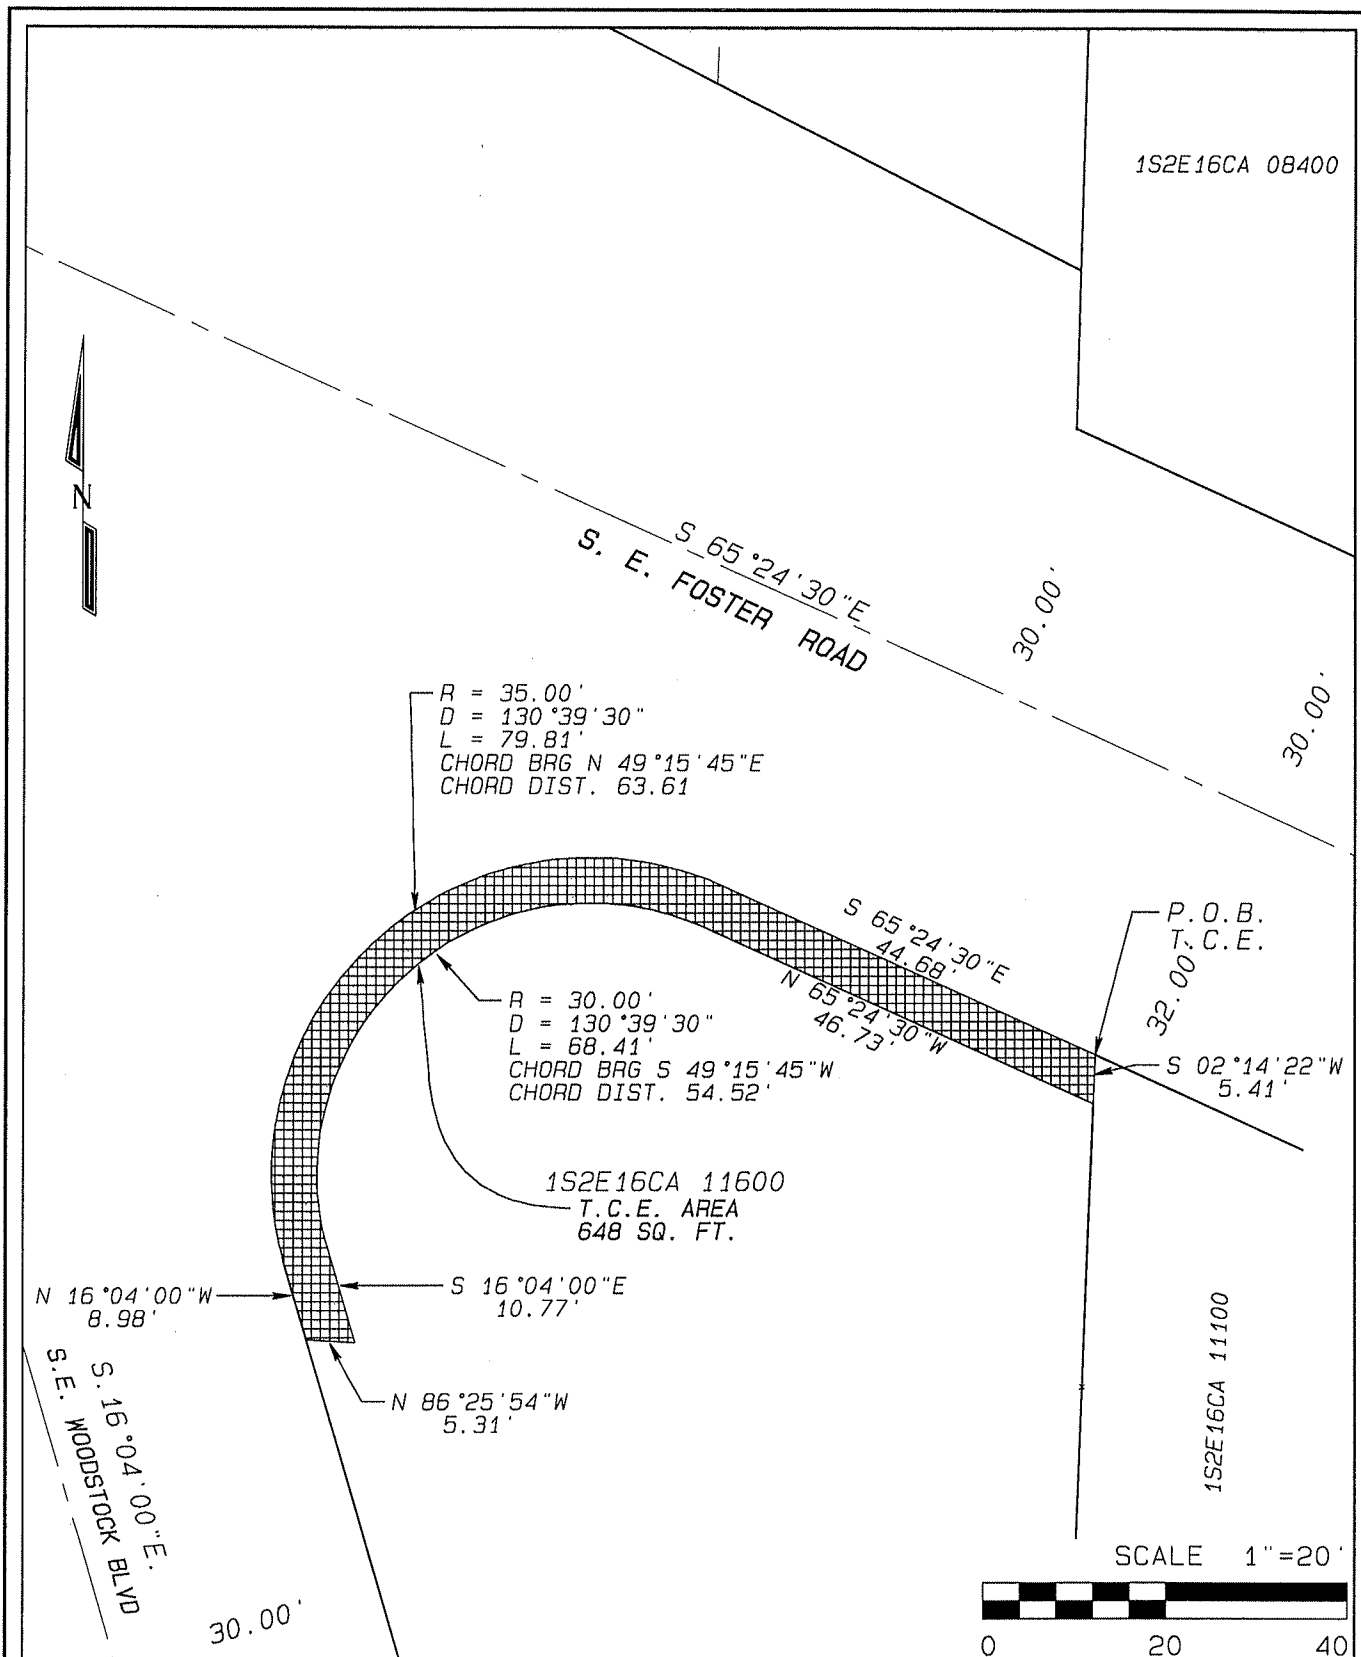 1S2E16CA 08400
N
S 65°24'30"E
S. E. FOSTER ROAD
30.00'
30.00'
R = 35.00'
D = 130°39'30"
L = 79.81'
CHORD BRG N 49°15'45"E
CHORD DIST. 63.61
S 65°24'30"E
44.68'
P.O.B.
T.C.E.
32.00'
N 65°24'30"W
46.73'
R = 30.00'
D = 130°39'30"
L = 68.41'
CHORD BRG S 49°15'45"W
CHORD DIST. 54.52'
S 02°14'22"W
5.41'
1S2E16CA 11600
T.C.E. AREA
648 SQ. FT.
N 16°04'00"W
8.98'
S 16°04'00"E
10.77'
N 86°25'54"W
5.31'
S.16°04'00"E.
S.E. WOODSTOCK BLVD
30.00'
1S2E16CA 11100
SCALE 1"=20'
0 20 40